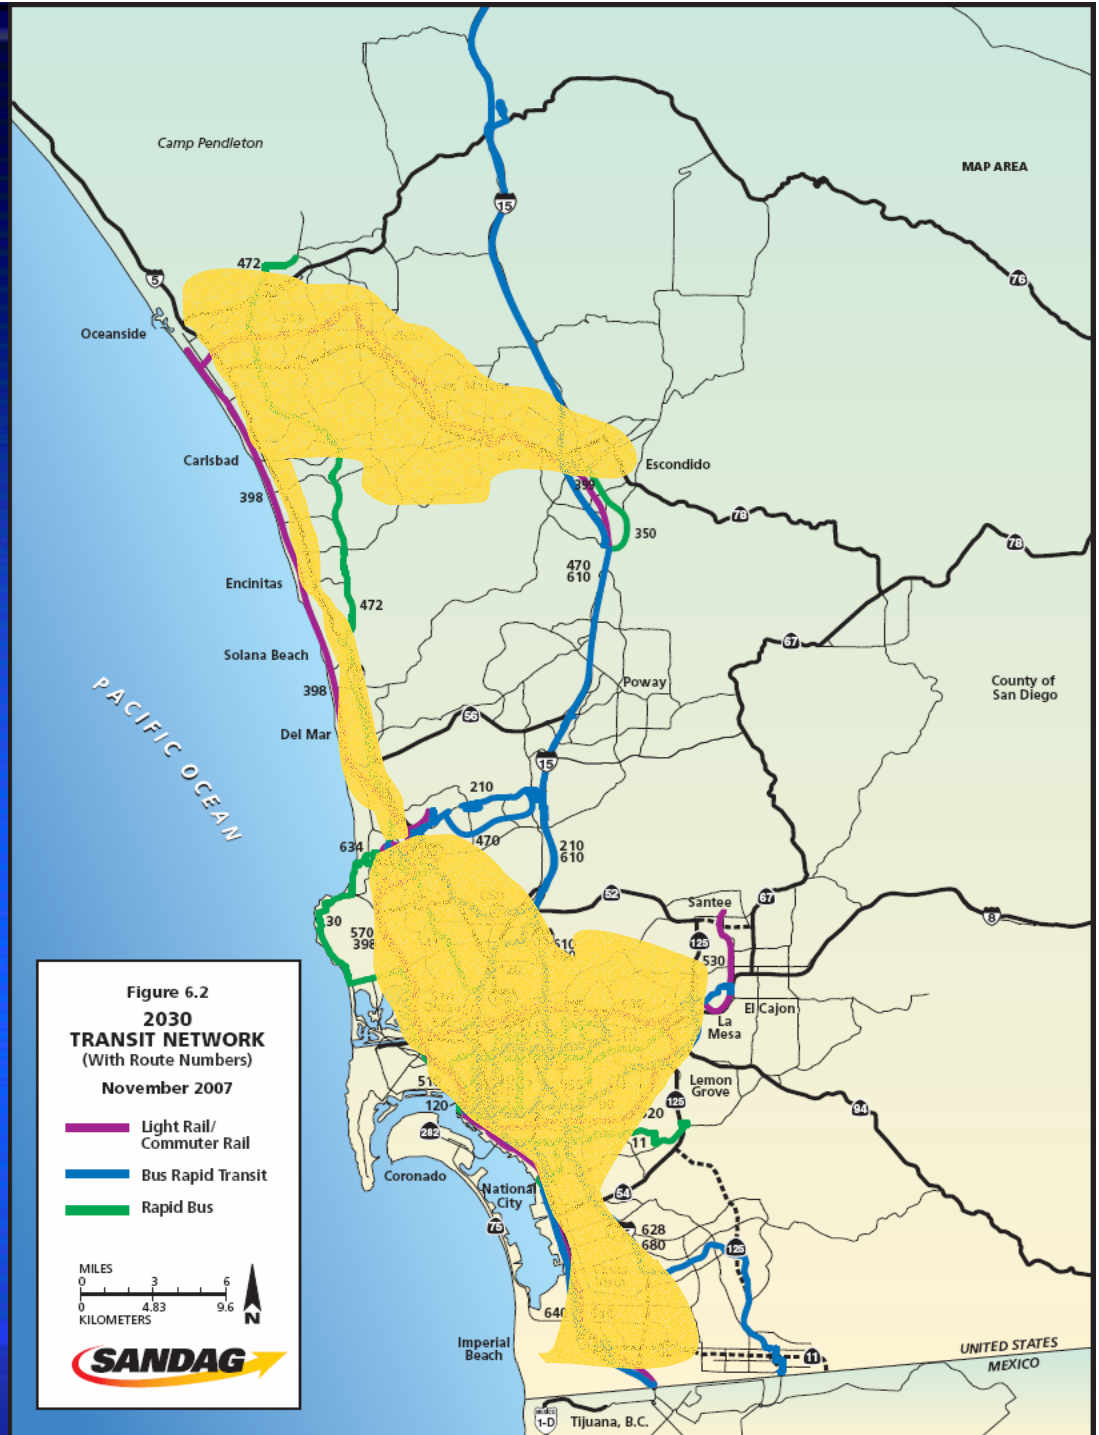 Camp Pendleton
MAP AREA
15
76
472
5
Oceanside
Carlsbad
Escondido
398
399
78
350
78
470
610
Encinitas
472
67
Solana Beach
Poway
County of
San Diego
398
56
Del Mar
PACIFIC OCEAN
15
210
634
470
210
610
52
67
Santee
8
30
570
398
125
530
El Cajon
La
Mesa
Lemon
Grove
125
94
120
11
282
Coronado
National
City
54
75
628
680
125
640
Imperial
Beach
11
UNITED STATES
MEXICO
MEXICO
1-D
Tijuana, B.C.
Figure 6.2
2030
TRANSIT NETWORK
(With Route Numbers)
November 2007
Light Rail/
Commuter Rail
Bus Rapid Transit
Rapid Bus
MILES
0 3 6
0 4.83 9.6
KILOMETERS
N
SANDAG